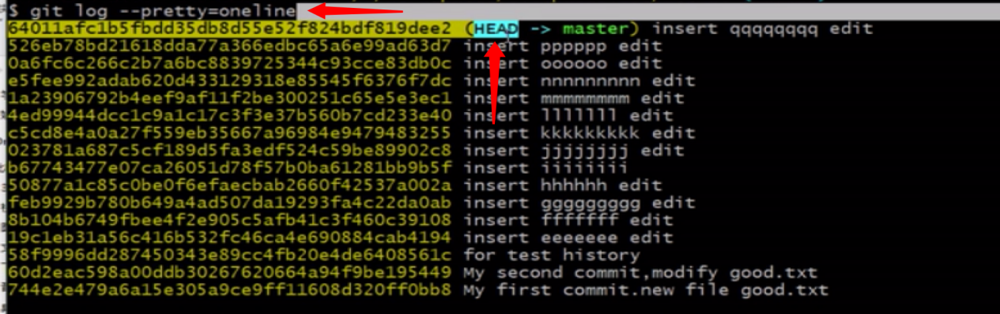 $ git log --pretty=oneline
64011afc1b5fbdd35db8d55e52f824bdf819dee2 (HEAD -> master) insert qqqqqqqq edit
526eb78bd21618dda77a366edbc65a6e99ad63d7 insert pppppp edit
0a6fc6c266c2b7a6bc8839725344c93cce83db0c insert oooooo edit
e5fee992adab620d433129318e85545f6376f7dc insert nnnnnnnnn edit
1a23906792b4eef9af11f2be300251c65e5e3ec1 insert mmmmmmmm edit
4ed99944dcc1c9a1c17c3f3e37b560b7cd233e40 insert lllllll edit
c5cd8e4a0a27f559eb35667a96984e9479483255 insert kkkkkkkkk edit
023781a687c5cf189d5fa3edf524c59be89902c8 insert jjjjjjjj edit
b67743477e07ca26051d78f57b0ba61281bb9b5f insert iiiiiiii
50877a1c85c0be0f6efaecbab2660f42537a002a insert hhhhhh edit
feb9929b780b649a4ad507da19293fa4c22da0ab insert ggggggggg edit
8b104b6749fbee4f2e905c5afb41c3f460c39108 insert fffffff edit
19c1eb31a56c416b532fc46ca4e690884cab4194 insert eeeeeee edit
58f9996dd287450343e89cc4fb20e4de6408561c for test history
60d2eac598a00ddb30267620664a94f9be195449 My second commit,modify good.txt
744e2e479a6a15e305a9ce9ff11608d320ff0bb8 My first commit.new file good.txt